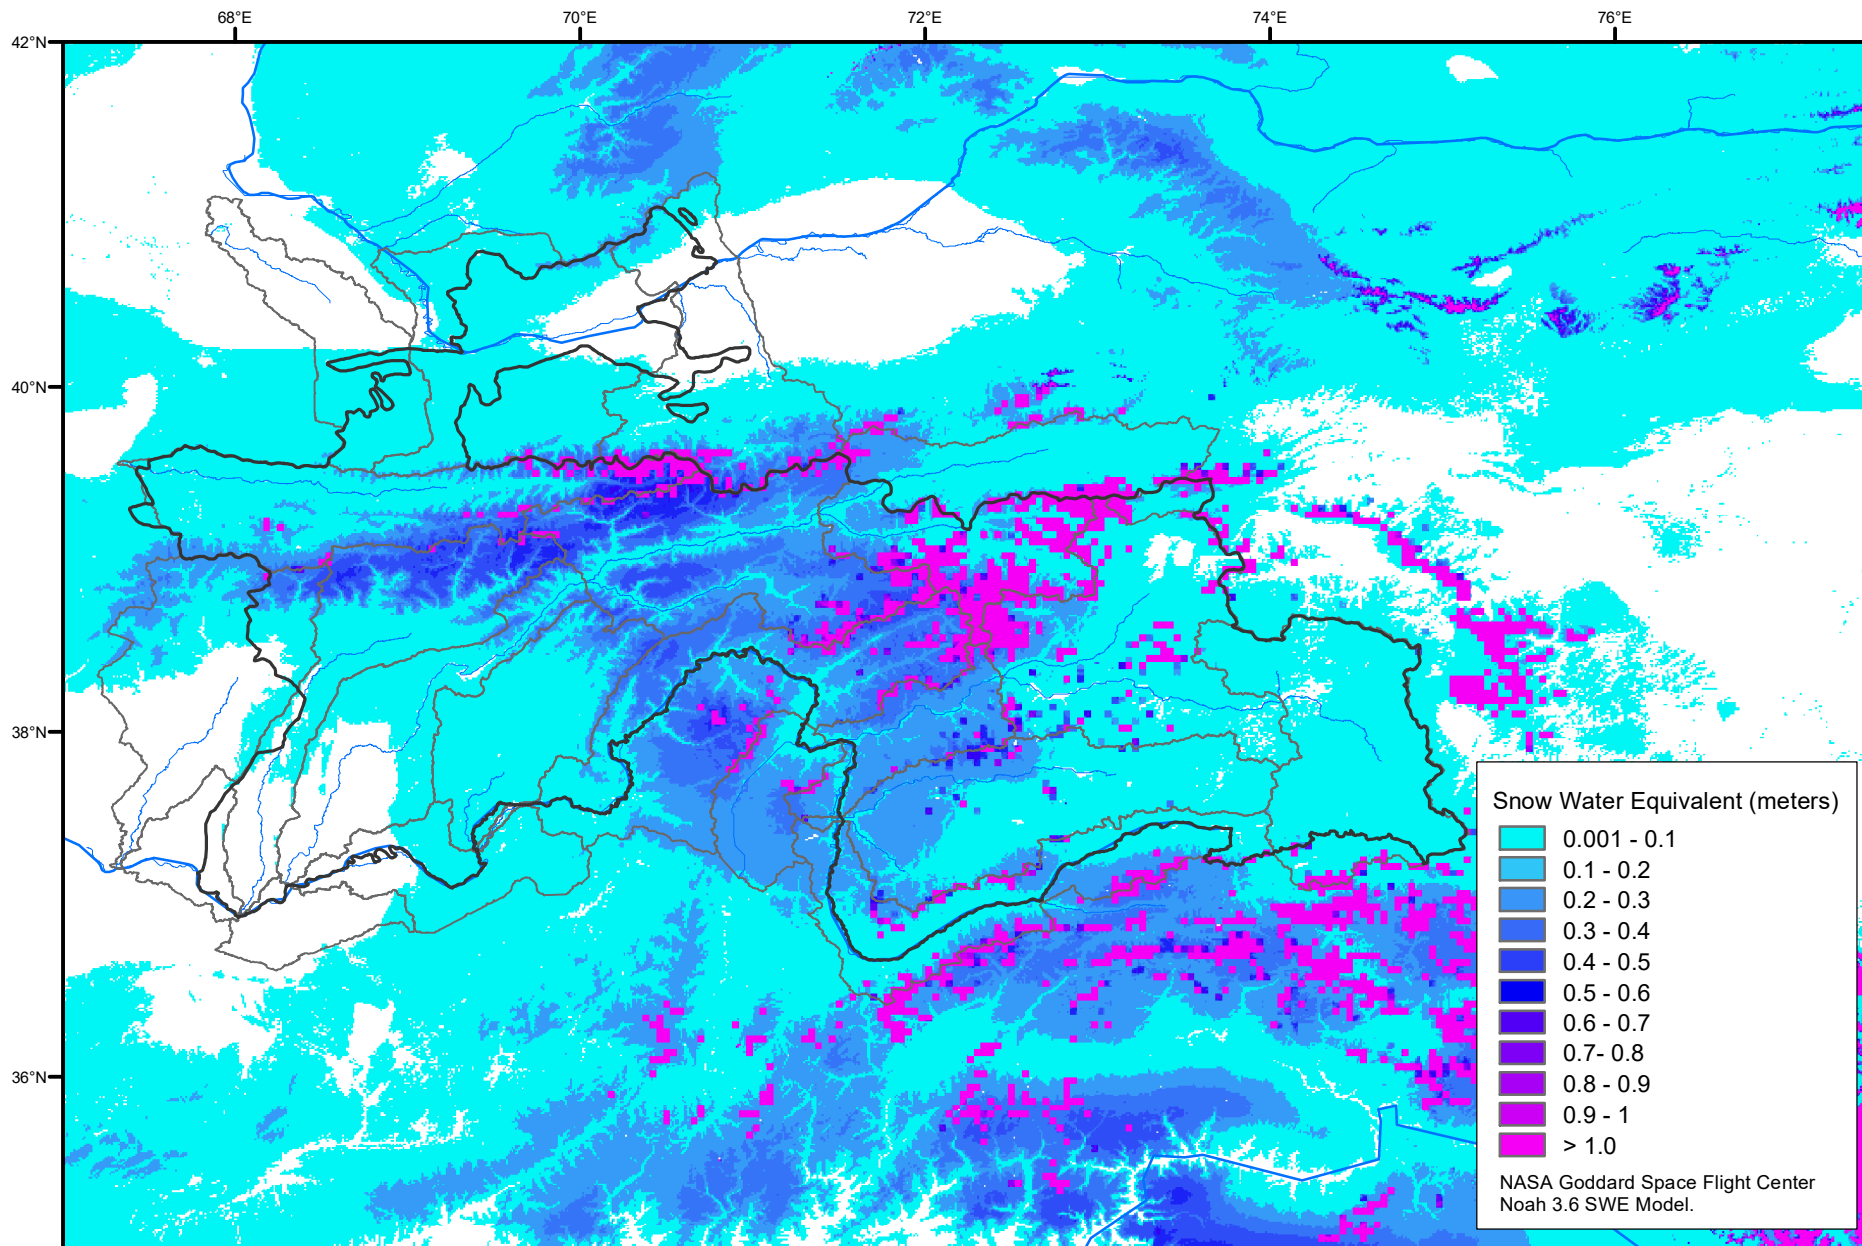 68°E
70°E
72°E
74°E
76°E
42°N
40°N
38°N
36°N
Snow Water Equivalent (meters)
0.001 - 0.1
0.1 - 0.2
0.2 - 0.3
0.3 - 0.4
0.4 - 0.5
0.5 - 0.6
0.6 - 0.7
0.7- 0.8
0.8 - 0.9
0.9 - 1
> 1.0
NASA Goddard Space Flight Center
Noah 3.6 SWE Model.